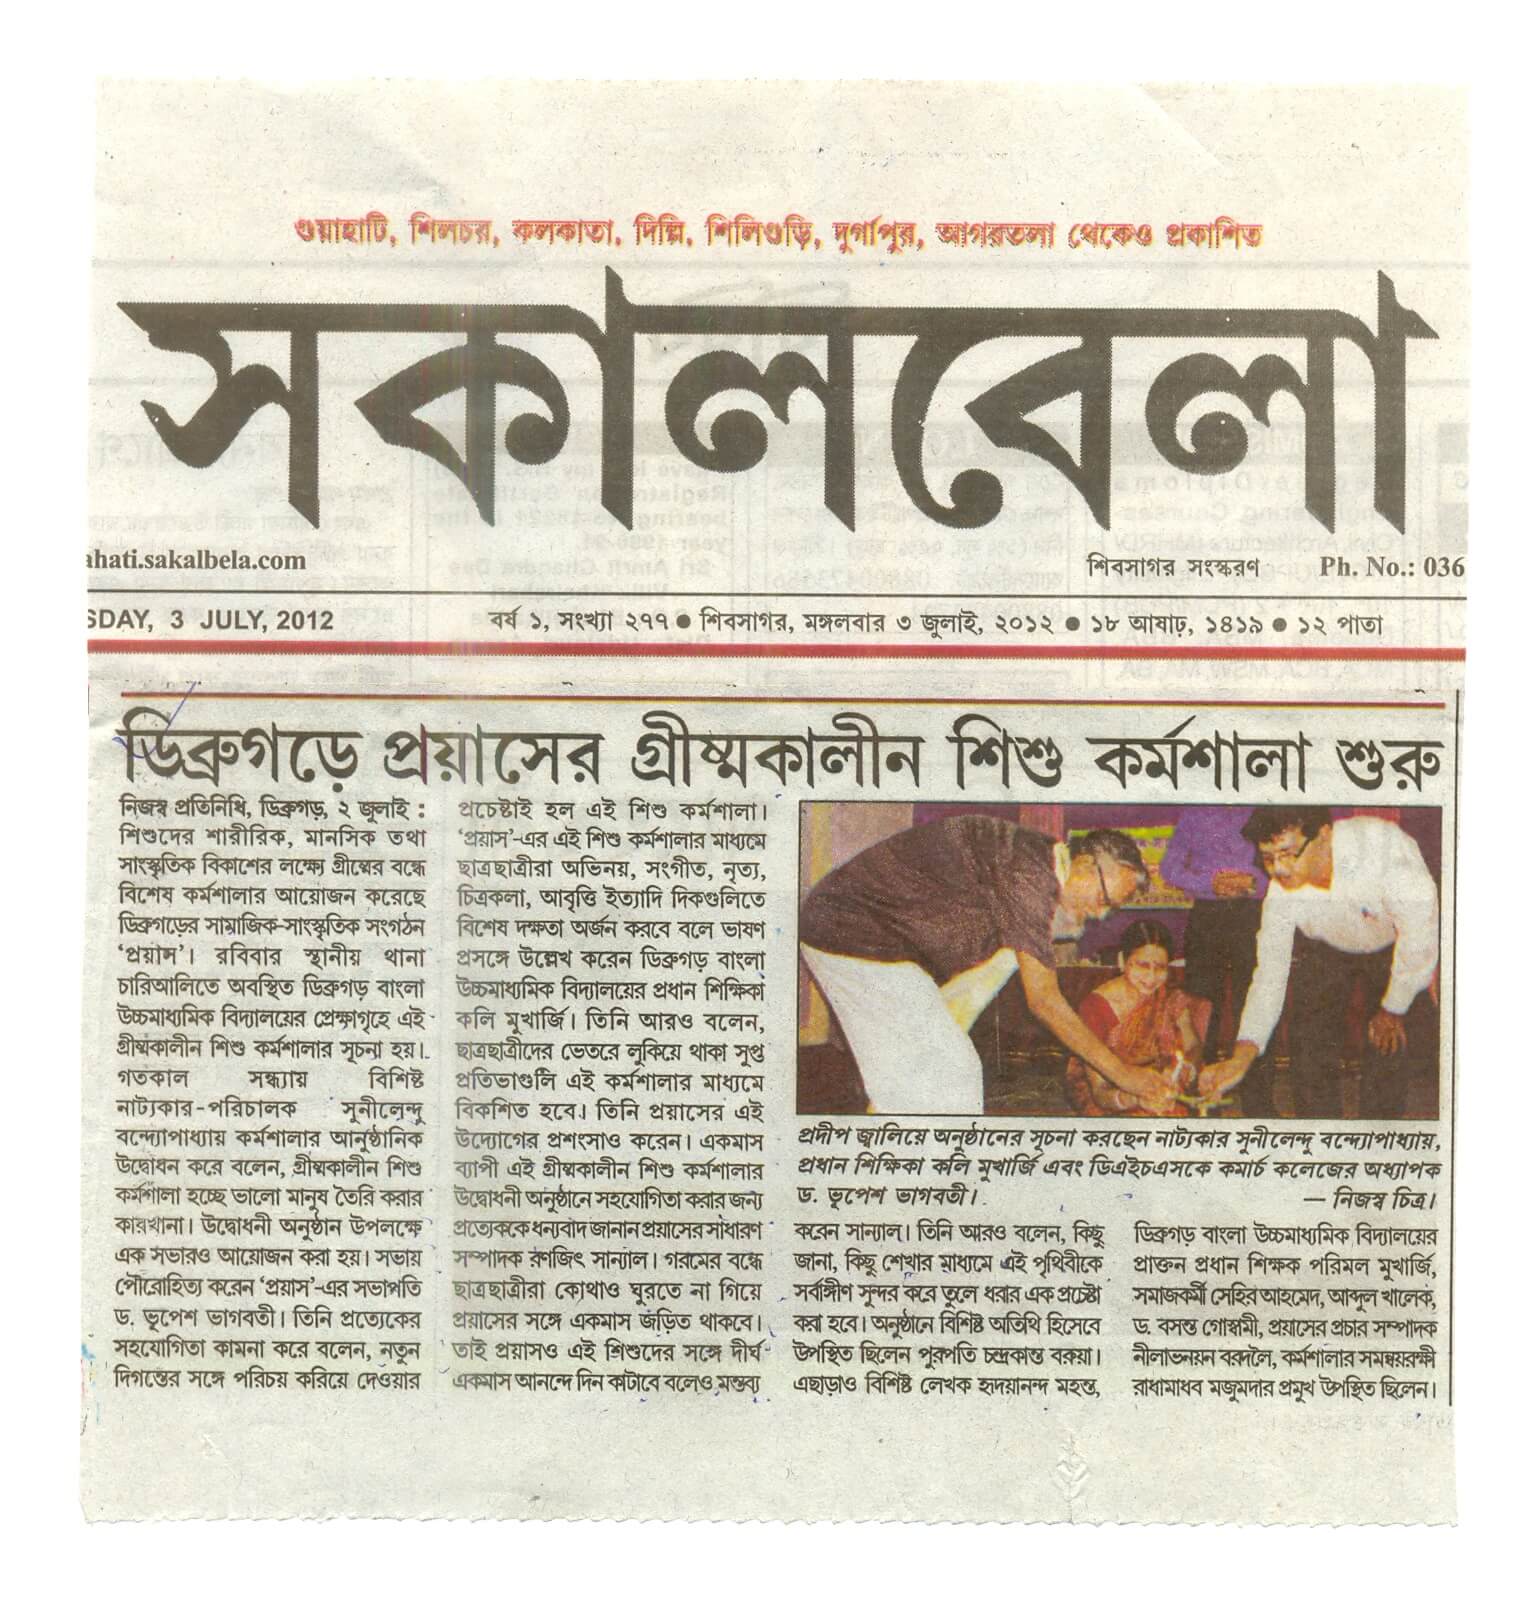 গুয়াহাটি, শিলচর, কলকাতা, দিল্লি, শিলিগুড়ি, দুর্গাপুর, আগরতলা থেকেও প্রকাশিত
সকালবেলা
ahati.sakalbela.com
শিবসাগর সংস্করণ Ph. No.: 036
SDAY, 3 JULY, 2012
বর্ষ ১, সংখ্যা ২৭৭ ● শিবসাগর, মঙ্গলবার ৩ জুলাই, ২০১২ ● ১৮ আষাঢ়, ১৪১৯ ● ১২ পাতা
ডিব্রুগড়ে প্রয়াসের গ্রীষ্মকালীন শিশু কর্মশালা শুরু
নিজস্ব প্রতিনিধি, ডিব্রুগড়, ২ জুলাই :
শিশুদের শারীরিক, মানসিক তথা
সাংস্কৃতিক বিকাশের লক্ষ্যে গ্রীষ্মের বন্ধে
বিশেষ কর্মশালার আয়োজন করেছে
ডিব্রুগড়ের সামাজিক-সাংস্কৃতিক সংগঠন
‘প্রয়াস’। রবিবার স্থানীয় থানা
চারিআলিতে অবস্থিত ডিব্রুগড় বাংলা
উচ্চমাধ্যমিক বিদ্যালয়ের প্রেক্ষাগৃহে এই
গ্রীষ্মকালীন শিশু কর্মশালার সূচনা হয়।
গতকাল সন্ধ্যায় বিশিষ্ট
নাট্যকার-পরিচালক সুনীলেন্দু
বন্দ্যোপাধ্যায় কর্মশালার আনুষ্ঠানিক
উদ্বোধন করে বলেন, গ্রীষ্মকালীন শিশু
কর্মশালা হচ্ছে ভালো মানুষ তৈরি করার
কারখানা। উদ্বোধনী অনুষ্ঠান উপলক্ষে
এক সভারও আয়োজন করা হয়। সভায়
পৌরোহিত্য করেন ‘প্রয়াস’-এর সভাপতি
ড. ভূপেশ ভাগবতী। তিনি প্রত্যেকের
সহযোগিতা কামনা করে বলেন, নতুন
দিগন্তের সঙ্গে পরিচয় করিয়ে দেওয়ার
প্রচেষ্টাই হল এই শিশু কর্মশালা।
‘প্রয়াস’-এর এই শিশু কর্মশালার মাধ্যমে
ছাত্রছাত্রীরা অভিনয়, সংগীত, নৃত্য,
চিত্রকলা, আবৃত্তি ইত্যাদি দিকগুলিতে
বিশেষ দক্ষতা অর্জন করবে বলে ভাষণ
প্রসঙ্গে উল্লেখ করেন ডিব্রুগড় বাংলা
উচ্চমাধ্যমিক বিদ্যালয়ের প্রধান শিক্ষিকা
কলি মুখার্জি। তিনি আরও বলেন,
ছাত্রছাত্রীদের ভেতরে লুকিয়ে থাকা সুপ্ত
প্রতিভাগুলি এই কর্মশালার মাধ্যমে
বিকশিত হবে। তিনি প্রয়াসের এই
উদ্যোগের প্রশংসাও করেন। একমাস
ব্যাপী এই গ্রীষ্মকালীন শিশু কর্মশালার
উদ্বোধনী অনুষ্ঠানে সহযোগিতা করার জন্য
প্রত্যেককে ধন্যবাদ জানান প্রয়াসের সাধারণ
সম্পাদক রণজিৎ সান্যাল। গরমের বন্ধে
ছাত্রছাত্রীরা কোথাও ঘুরতে না গিয়ে
প্রয়াসের সঙ্গে একমাস জড়িত থাকবে।
তাই প্রয়াসও এই শিশুদের সঙ্গে দীর্ঘ
একমাস আনন্দে দিন কাটাবে বলেও মন্তব্য
প্রদীপ জ্বালিয়ে অনুষ্ঠানের সূচনা করছেন নাট্যকার সুনীলেন্দু বন্দ্যোপাধ্যায়,
প্রধান শিক্ষিকা কলি মুখার্জি এবং ডিএইচএসকে কমার্চ কলেজের অধ্যাপক
ড. ভূপেশ ভাগবতী। — নিজস্ব চিত্র।
করেন সান্যাল। তিনি আরও বলেন, কিছু
জানা, কিছু শেখার মাধ্যমে এই পৃথিবীকে
সর্বাঙ্গীণ সুন্দর করে তুলে ধরার এক প্রচেষ্টা
করা হবে। অনুষ্ঠানে বিশিষ্ট অতিথি হিসেবে
উপস্থিত ছিলেন পুরপতি চন্দ্রকান্ত বরুয়া।
এছাড়াও বিশিষ্ট লেখক হৃদয়ানন্দ মহন্ত,
ডিব্রুগড় বাংলা উচ্চমাধ্যমিক বিদ্যালয়ের
প্রাক্তন প্রধান শিক্ষক পরিমল মুখার্জি,
সমাজকর্মী সেহির আহমেদ, আব্দুল খালেক,
ড. বসন্ত গোস্বামী, প্রয়াসের প্রচার সম্পাদক
নীলাভনয়ন বরদলৈ, কর্মশালার সমন্বয়রক্ষী
রাধামাধব মজুমদার প্রমুখ উপস্থিত ছিলেন।